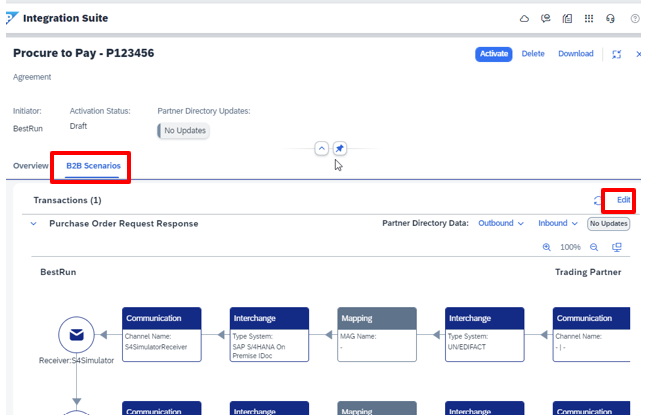 Integration Suite
Procure to Pay - P123456
Activate Delete Download
Agreement
Initiator: Activation Status: Partner Directory Updates:
BestRun Draft No Updates
Overview B2B Scenarios
Transactions (1) Edit
Purchase Order Request Response Partner Directory Data: Outbound Inbound No Updates
100%
BestRun Trading Partner
Communication Interchange Mapping Interchange Communication
Channel Name: Type System: MAG Name: Type System: Channel Name:
S4SimulatorReceiver SAP S/4HANA On - UN/EDIFACT - | -
Premise IDoc
Receiver:S4Simulator
Communication Interchange Mapping Interchange Communication